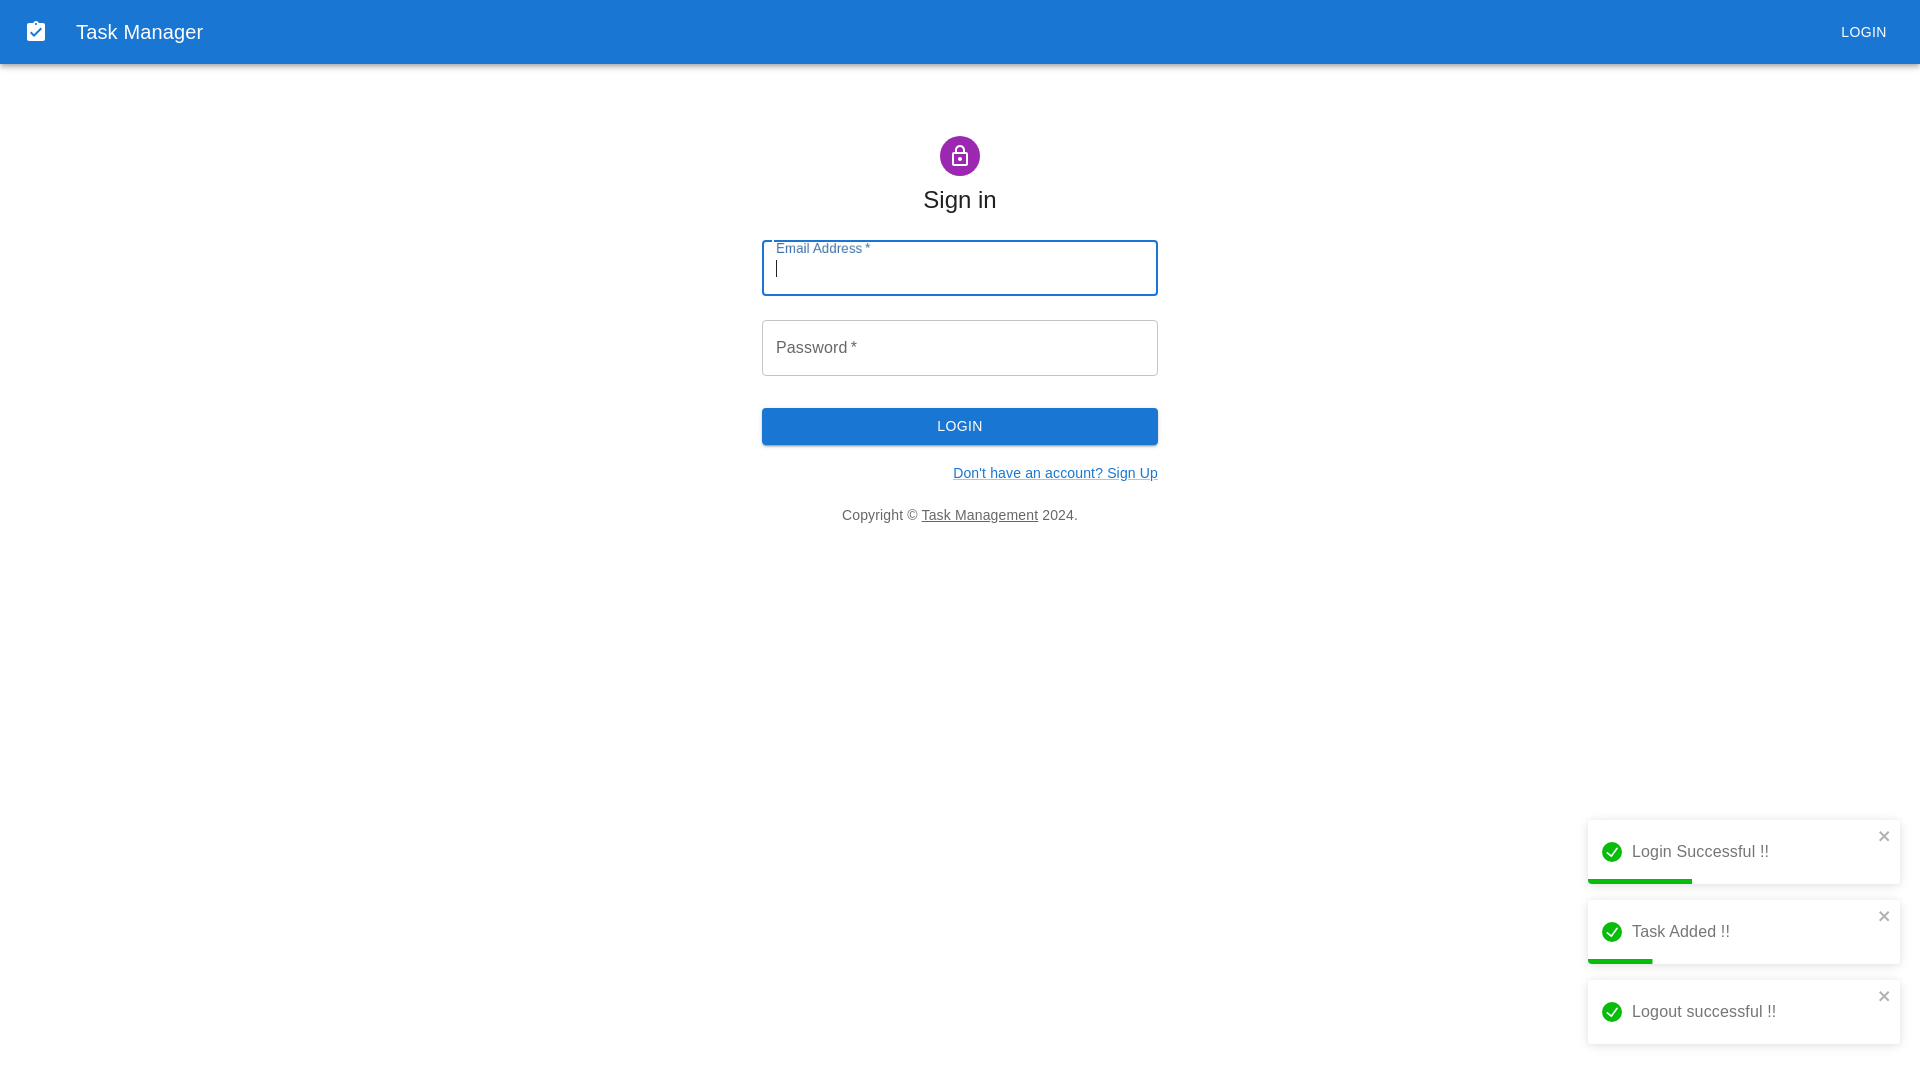 Task Manager
LOGIN
Sign in
Email Address *
Password *
LOGIN
Don't have an account? Sign Up
Copyright © Task Management 2024.
Login Successful !!
Task Added !!
Logout successful !!